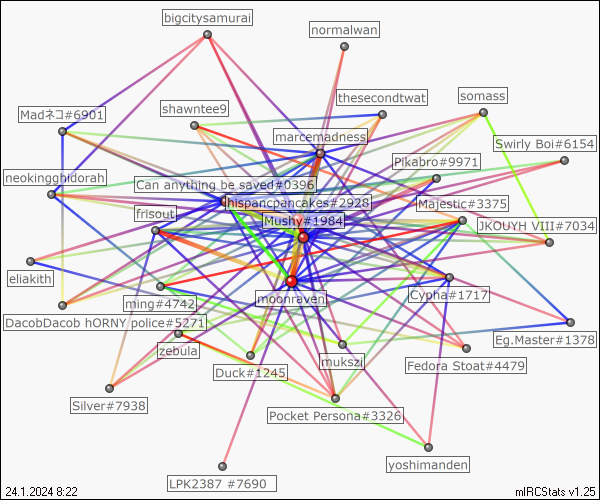 bigcitysamurai
normalwan
thesecondtwat
somass
shawntee9
Madネコ#6901
marcemadness
Swirly Boi#6154
Pikabro#9971
neokingghidorah
Can anything be saved#0396
hispancpancakes#2928
Majestic#3375
frisout
Mushy#1984
JKOUYH VIII#7034
eliakith
moonraven
Cypha#1717
ming#4742
DacobDacob hORNY police#5271
Eg.Master#1378
zebula
mukszi
Fedora Stoat#4479
Duck#1245
Silver#7938
Pocket Persona#3326
yoshimanden
LPK2387 #7690
24.1.2024 8:22
mIRCStats v1.25